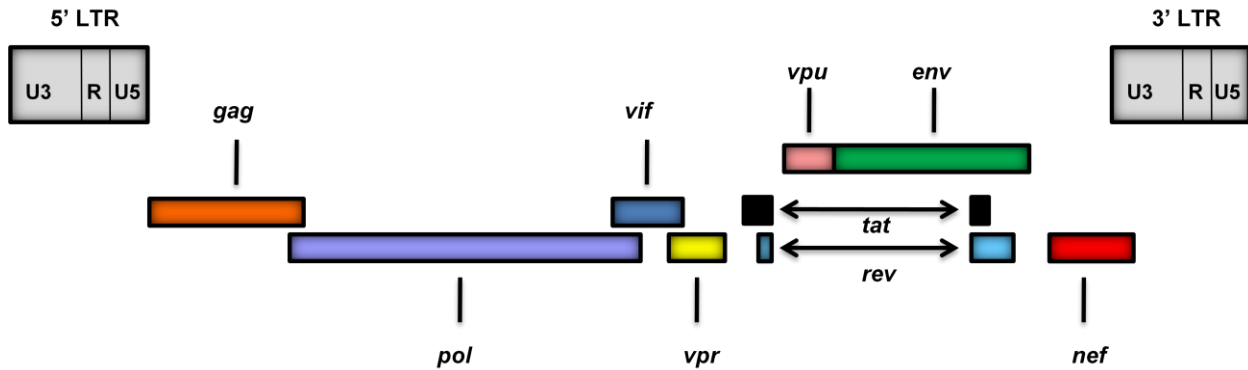 5’ LTR
3’ LTR
U3 R U5
U3 R U5
vpu
env
gag
vif
tat
rev
pol
vpr
nef